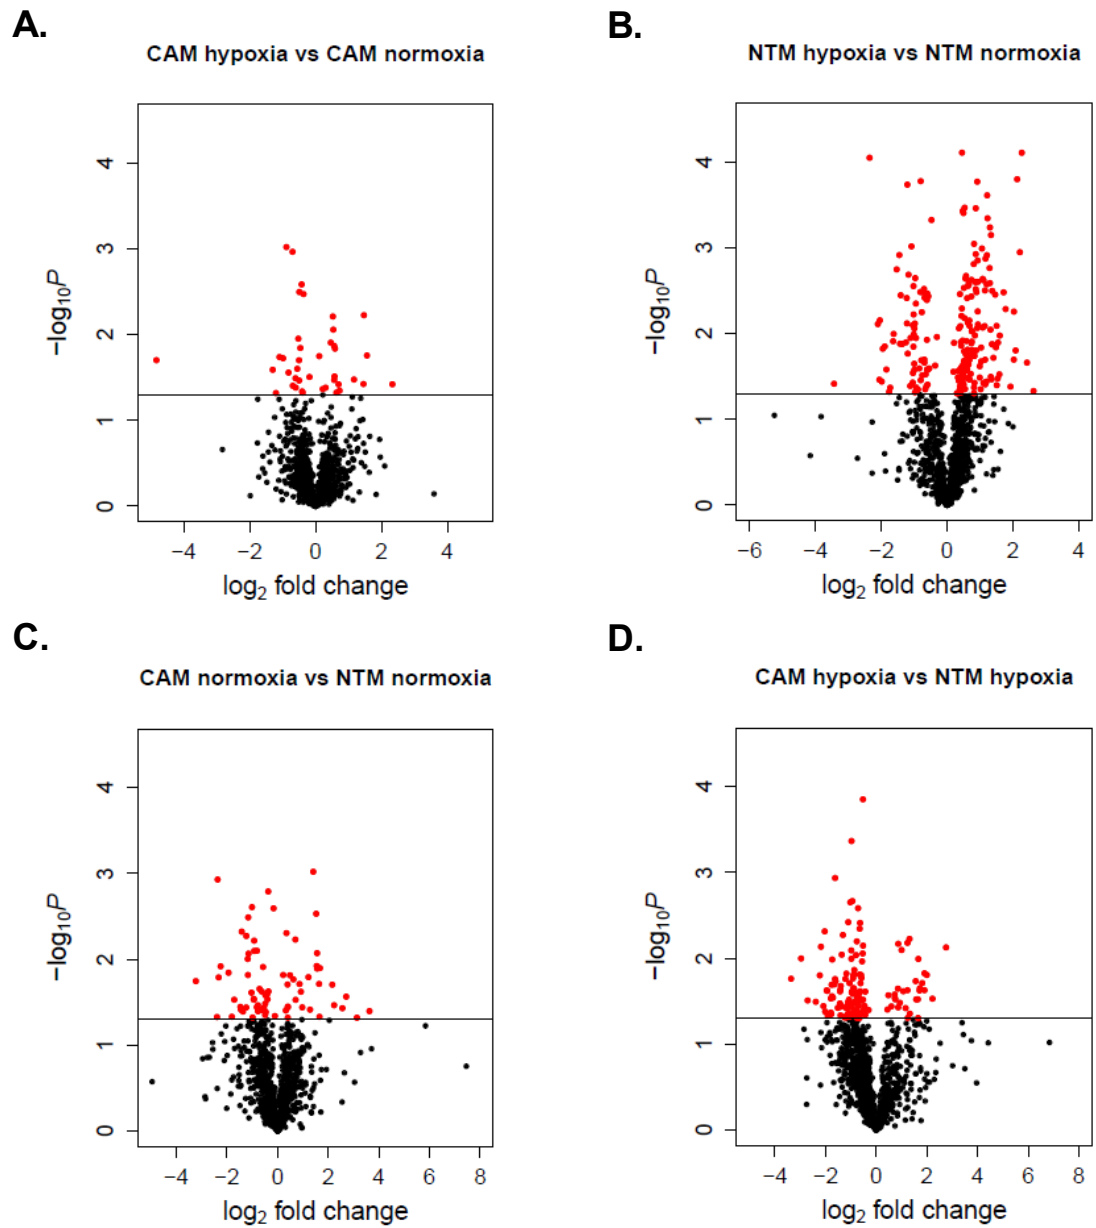 A.
CAM hypoxia vs CAM normoxia
4
3
2
1
0
−log10P
−4 −2 0 2 4
log2 fold change
B.
NTM hypoxia vs NTM normoxia
4
3
2
1
0
−log10P
−6 −4 −2 0 2 4
log2 fold change
C.
CAM normoxia vs NTM normoxia
4
3
2
1
0
−log10P
−4 −2 0 2 4 6 8
log2 fold change
D.
CAM hypoxia vs NTM hypoxia
4
3
2
1
0
−log10P
−4 −2 0 2 4 6 8
log2 fold change